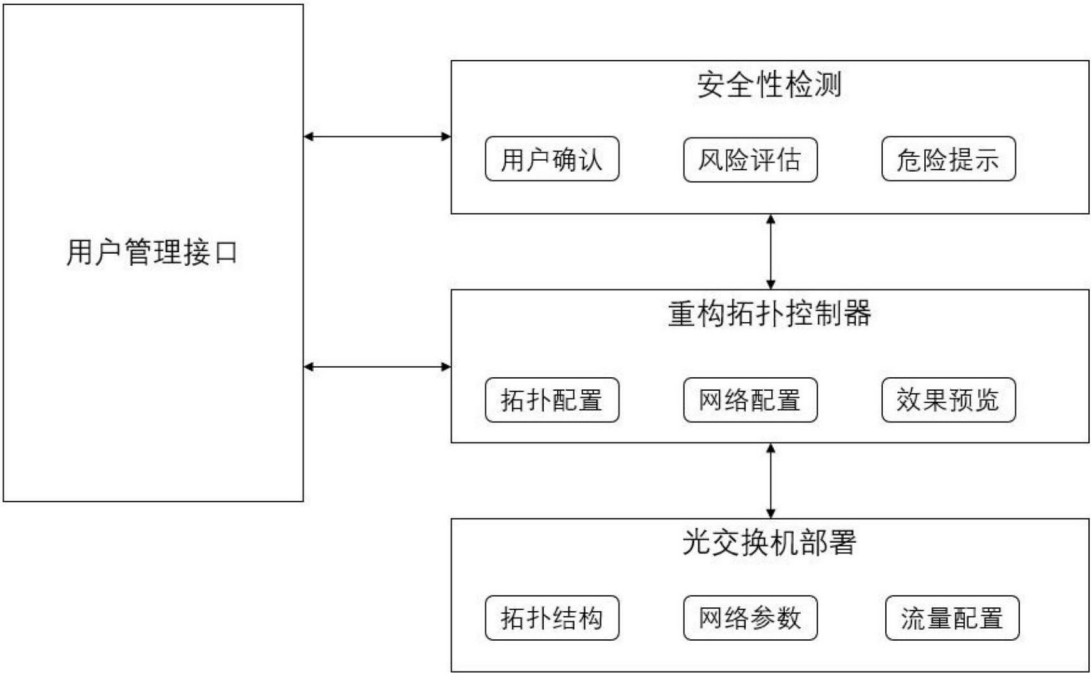 用户管理接口
安全性检测
用户确认
风险评估
危险提示
重构拓扑控制器
拓扑配置
网络配置
效果预览
光交换机部署
拓扑结构
网络参数
流量配置